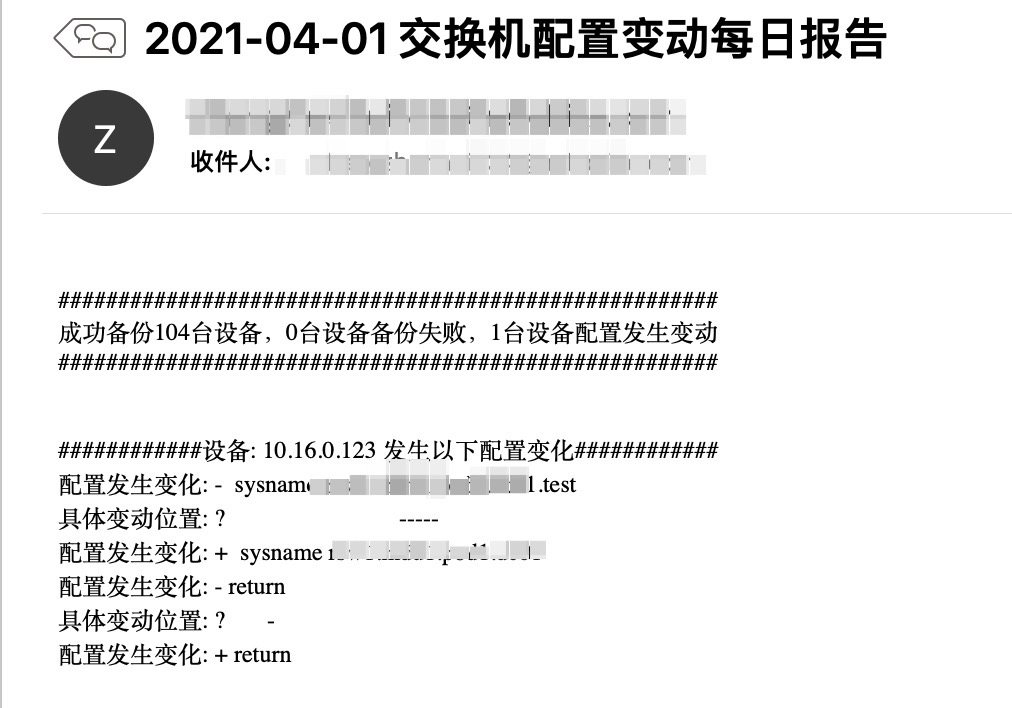 2021-04-01 交换机配置变动每日报告
Z
收件人:
#######################################################
成功备份104台设备，0台设备备份失败，1台设备配置发生变动
#######################################################
############设备: 10.16.0.123 发生以下配置变化############
配置发生变化: - sysname 1.test
具体变动位置: ? -----
配置发生变化: + sysname
配置发生变化: - return
具体变动位置: ? -
配置发生变化: + return